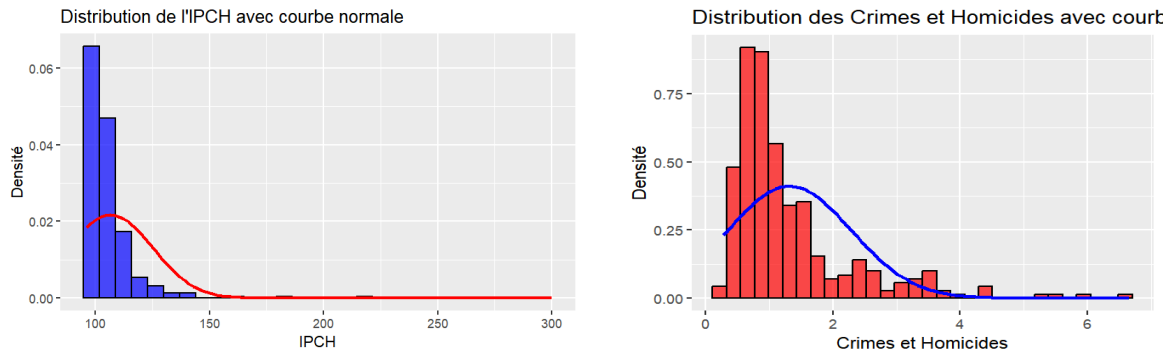 Distribution de l'IPCH avec courbe normale
Densité
0.06
0.04
0.02
0.00
100
150
200
250
300
IPCH
Distribution des Crimes et Homicides avec courb
Densité
0.75
0.50
0.25
0.00
0
2
4
6
Crimes et Homicides